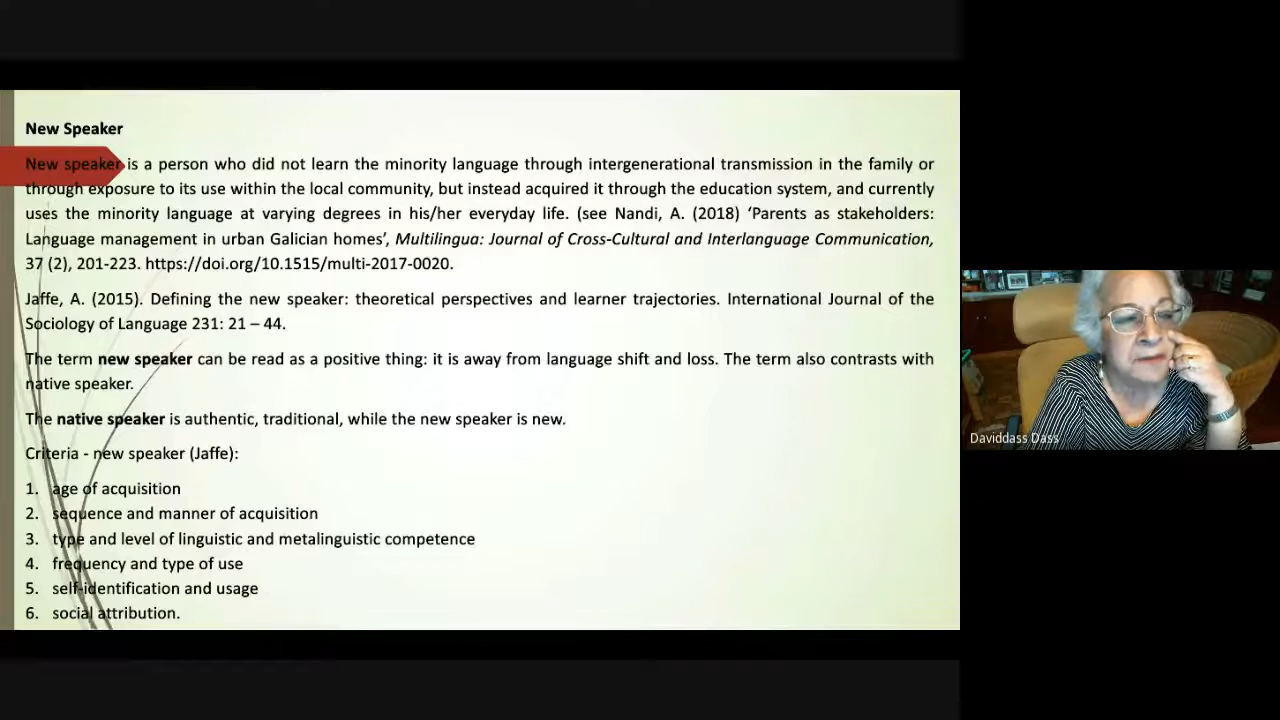 New Speaker
New speaker is a person who did not learn the minority language through intergenerational transmission in the family or
through exposure to its use within the local community, but instead acquired it through the education system, and currently
uses the minority language at varying degrees in his/her everyday life. (see Nandi, A. (2018) ‘Parents as stakeholders:
Language management in urban Galician homes’, Multilingua: Journal of Cross-Cultural and Interlanguage Communication,
37 (2), 201-223. https://doi.org/10.1515/multi-2017-0020.
Jaffe, A. (2015). Defining the new speaker: theoretical perspectives and learner trajectories. International Journal of the
Sociology of Language 231: 21 – 44.
The term new speaker can be read as a positive thing: it is away from language shift and loss. The term also contrasts with
native speaker.
The native speaker is authentic, traditional, while the new speaker is new.
Criteria - new speaker (Jaffe):
1. age of acquisition
2. sequence and manner of acquisition
3. type and level of linguistic and metalinguistic competence
4. frequency and type of use
5. self-identification and usage
6. social attribution.
Daviddass Dass